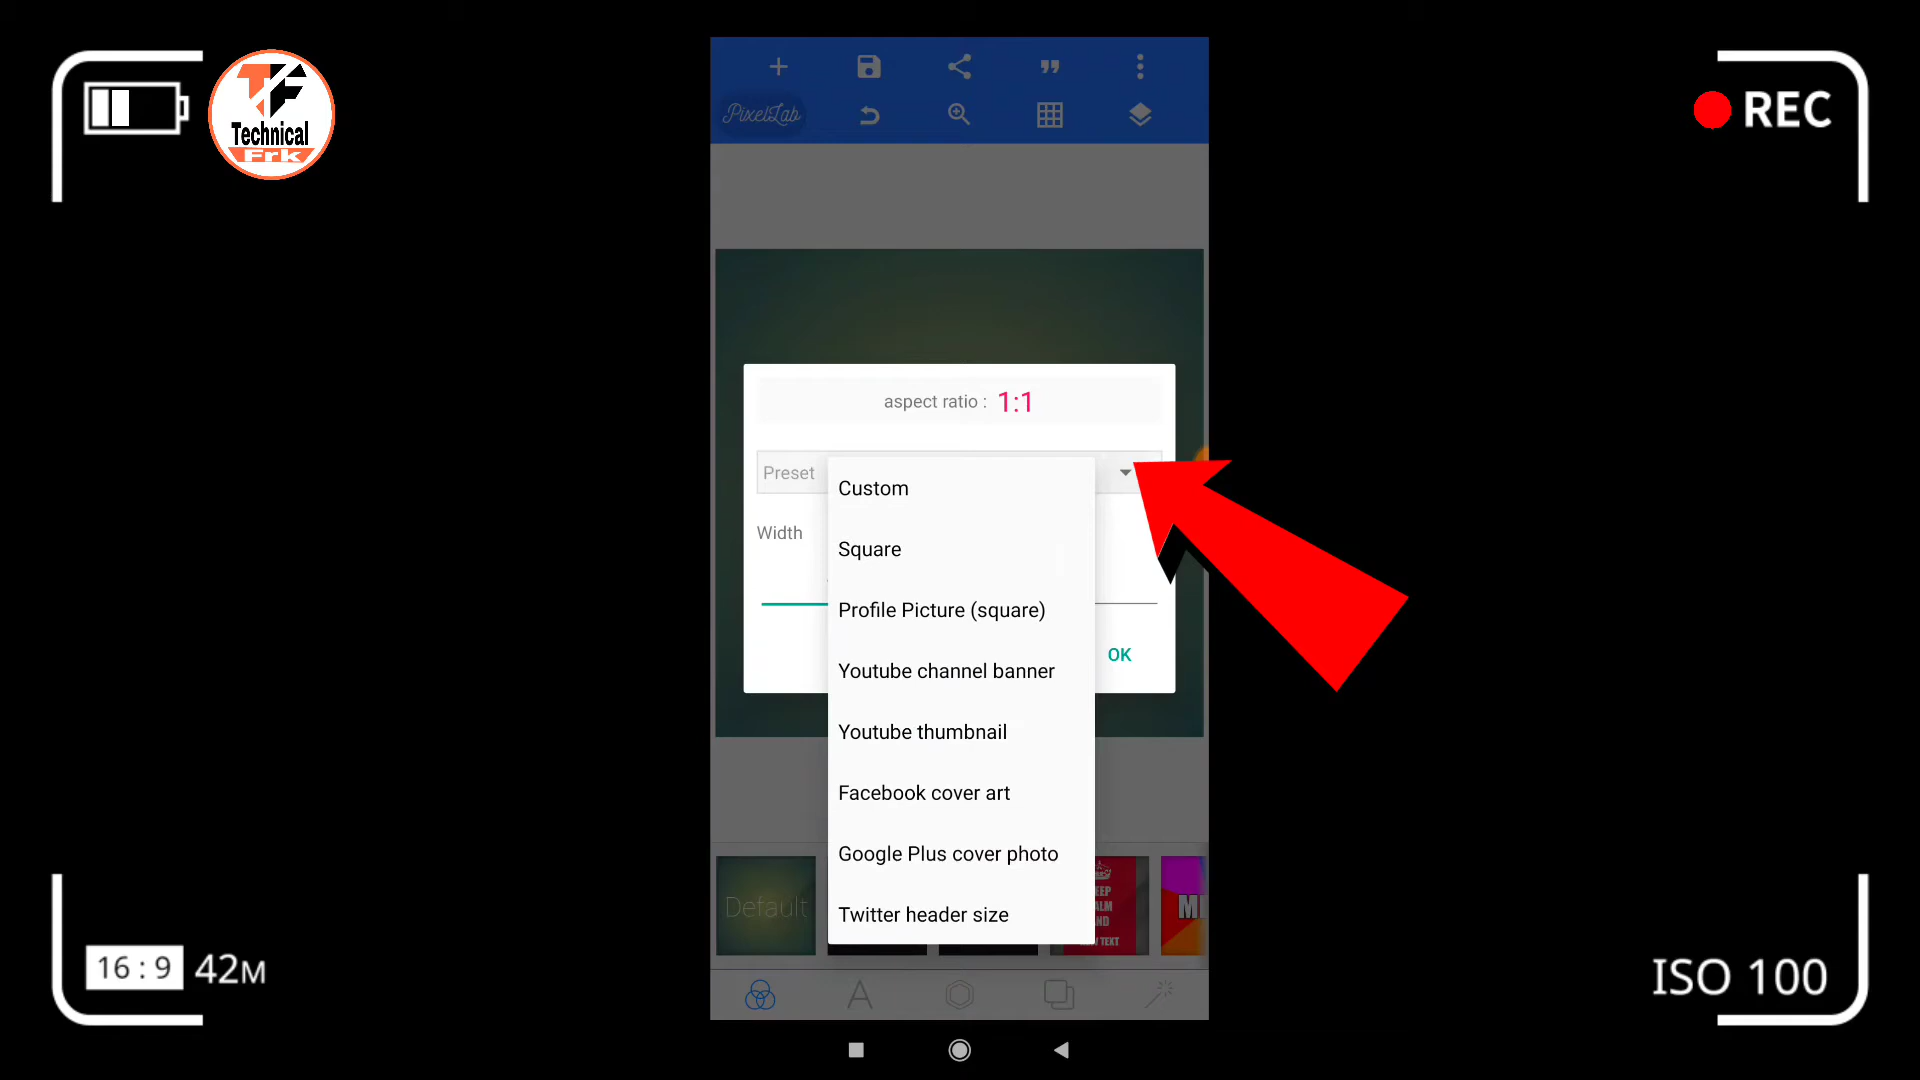 Technical
Frk
REC
PixelLab
aspect ratio : 1:1
Preset
Custom
Width
Square
Profile Picture (square)
OK
Youtube channel banner
Youtube thumbnail
Facebook cover art
Google Plus cover photo
Twitter header size
Default
16 : 9 42M
ISO 100